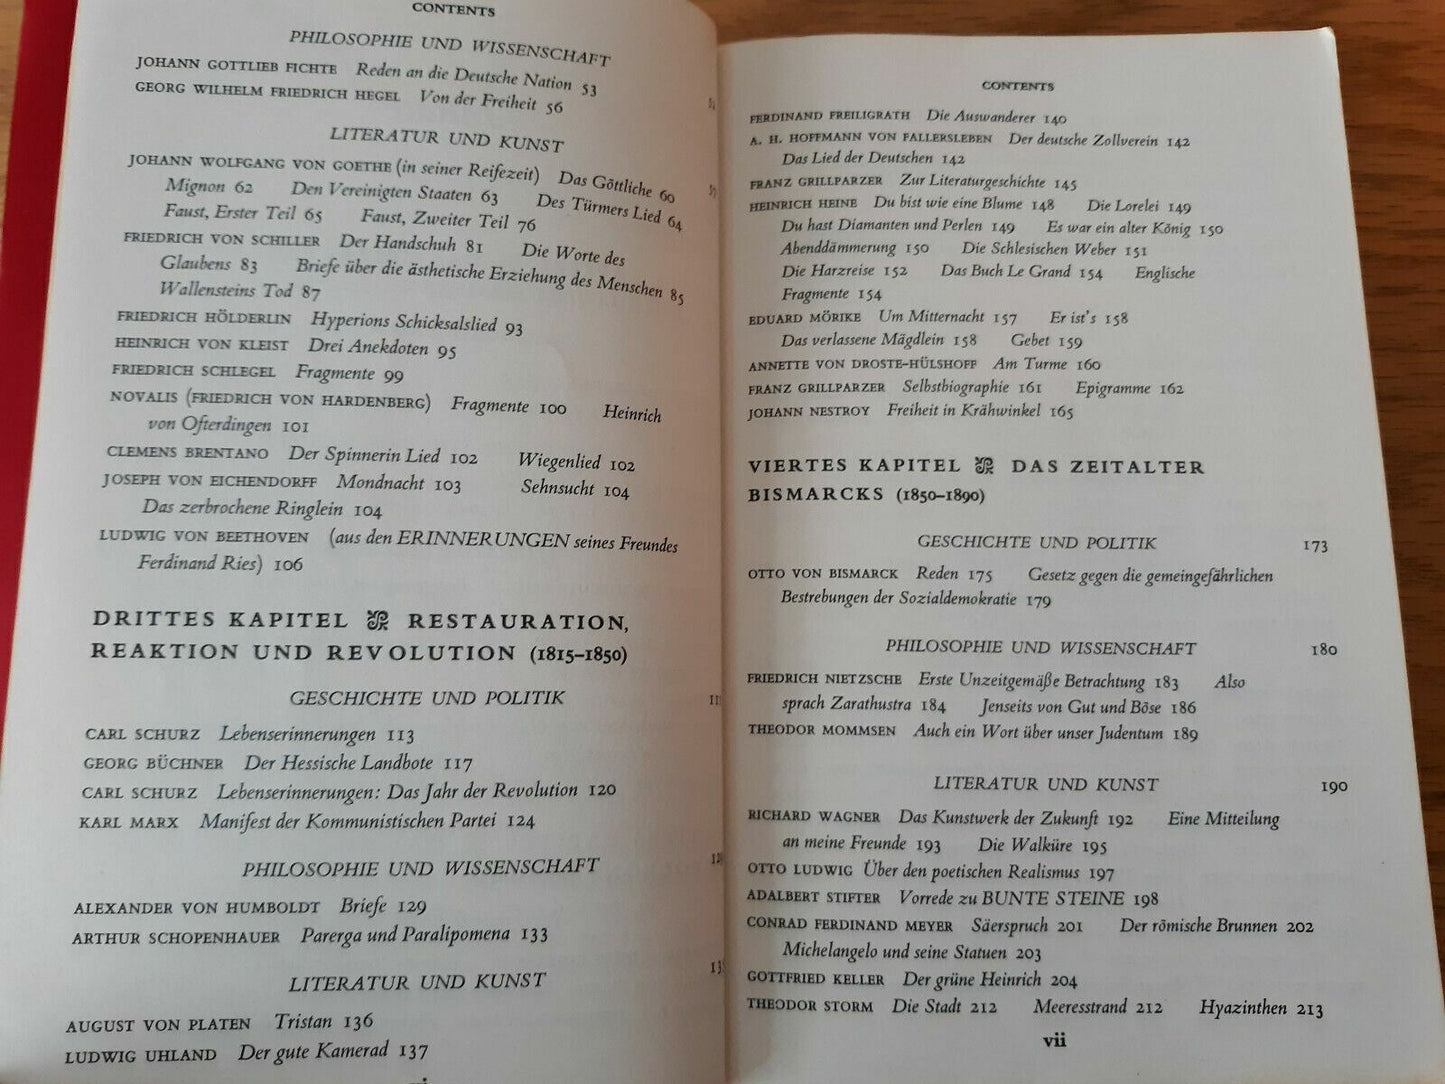 CONTENTS
PHILOSOPHIE UND WISSENSCHAFT
JOHANN GOTTLIEB FICHTE Reden an die Deutsche Nation 53
GEORG WILHELM FRIEDRICH HEGEL Von der Freiheit 56
LITERATUR UND KUNST
JOHANN WOLFGANG VON GOETHE (in seiner Reifezeit) Das Göttliche 60
Mignon 62 Den Vereinigten Staaten 63 Des Türmers Lied 64
Faust, Erster Teil 65 Faust, Zweiter Teil 76
FRIEDRICH VON SCHILLER Der Handschuh 81 Die Worte des
Glaubens 83 Briefe über die ästhetische Erziehung des Menschen 85
Wallensteins Tod 87
FRIEDRICH HÖLDERLIN Hyperions Schicksalslied 93
HEINRICH VON KLEIST Drei Anekdoten 95
FRIEDRICH SCHLEGEL Fragmente 99
NOVALIS (FRIEDRICH VON HARDENBERG) Fragmente 100 Heinrich
von Ofterdingen 101
CLEMENS BRENTANO Der Spinnerin Lied 102 Wiegenlied 102
JOSEPH VON EICHENDORFF Mondnacht 103 Sehnsucht 104
Das zerbrochene Ringlein 104
LUDWIG VON BEETHOVEN (aus den ERINNERUNGEN seines Freundes
Ferdinand Ries) 106
DRITTES KAPITEL RESTAURATION,
REAKTION UND REVOLUTION (1815–1850)
GESCHICHTE UND POLITIK
CARL SCHURZ Lebenserinnerungen 113
GEORG BÜCHNER Der Hessische Landbote 117
CARL SCHURZ Lebenserinnerungen: Das Jahr der Revolution 120
KARL MARX Manifest der Kommunistischen Partei 124
PHILOSOPHIE UND WISSENSCHAFT
ALEXANDER VON HUMBOLDT Briefe 129
ARTHUR SCHOPENHAUER Parerga und Paralipomena 133
LITERATUR UND KUNST
AUGUST VON PLATEN Tristan 136
LUDWIG UHLAND Der gute Kamerad 137
CONTENTS
FERDINAND FREILIGRATH Die Auswanderer 140
A. H. HOFFMANN VON FALLERSLEBEN Der deutsche Zollverein 142
Das Lied der Deutschen 142
FRANZ GRILLPARZER Zur Literaturgeschichte 145
HEINRICH HEINE Du bist wie eine Blume 148 Die Lorelei 149
Du hast Diamanten und Perlen 149 Es war ein alter König 150
Abenddämmerung 150 Die Schlesischen Weber 151
Die Harzreise 152 Das Buch Le Grand 154 Englische
Fragmente 154
EDUARD MÖRIKE Um Mitternacht 157 Er ist's 158
Das verlassene Mägdlein 158 Gebet 159
ANNETTE VON DROSTE-HÜLSHOFF Am Turme 160
FRANZ GRILLPARZER Selbstbiographie 161 Epigramme 162
JOHANN NESTROY Freiheit in Krähwinkel 165
VIERTES KAPITEL DAS ZEITALTER
BISMARCKS (1850–1890)
GESCHICHTE UND POLITIK 173
OTTO VON BISMARCK Reden 175 Gesetz gegen die gemeingefährlichen
Bestrebungen der Sozialdemokratie 179
PHILOSOPHIE UND WISSENSCHAFT 180
FRIEDRICH NIETZSCHE Erste Unzeitgemäße Betrachtung 183 Also
sprach Zarathustra 184 Jenseits von Gut und Böse 186
THEODOR MOMMSEN Auch ein Wort über unser Judentum 189
LITERATUR UND KUNST 190
RICHARD WAGNER Das Kunstwerk der Zukunft 192 Eine Mitteilung
an meine Freunde 193 Die Walküre 195
OTTO LUDWIG Über den poetischen Realismus 197
ADALBERT STIFTER Vorrede zu BUNTE STEINE 198
CONRAD FERDINAND MEYER Säerspruch 201 Der römische Brunnen 202
Michelangelo und seine Statuen 203
GOTTFRIED KELLER Der grüne Heinrich 204
THEODOR STORM Die Stadt 212 Meeresstrand 212 Hyazinthen 213
vii